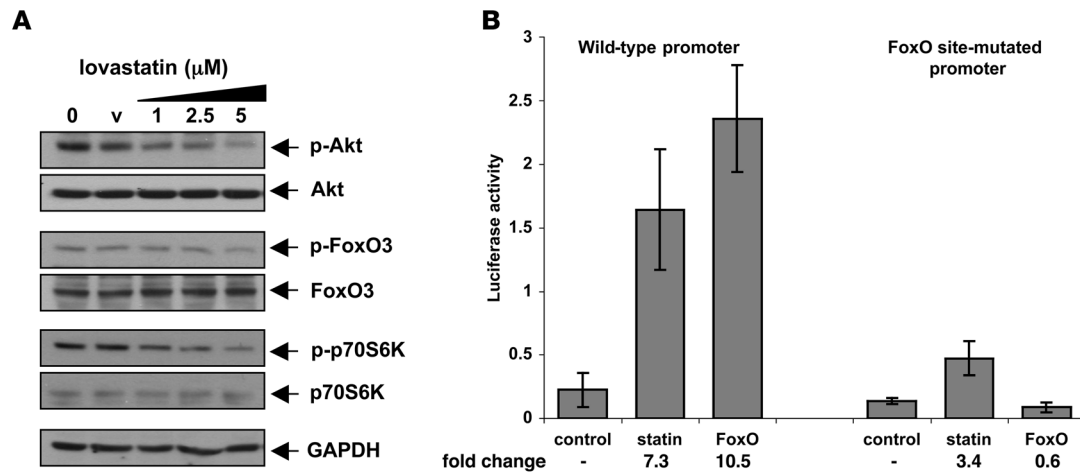 A
lovastatin (μM)
0 v 1 2.5 5
p-Akt
Akt
p-FoxO3
FoxO3
p-p70S6K
p70S6K
GAPDH
B
Wild-type promoter
FoxO site-mutated
promoter
Luciferase activity
3
2.5
2
1.5
1
0.5
0
control statin FoxO control statin FoxO
fold change - 7.3 10.5 - 3.4 0.6